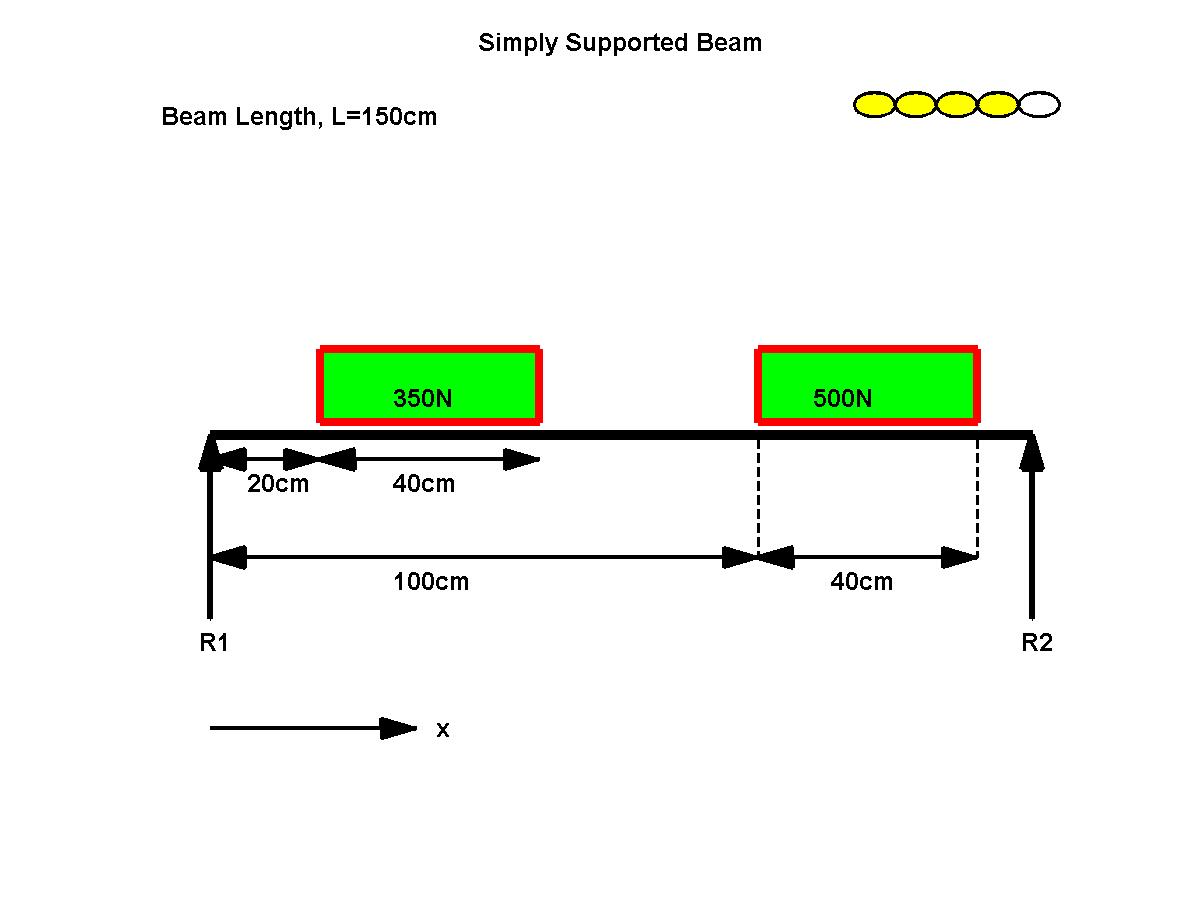 Simply Supported Beam
Beam Length, L=150cm
350N
500N
20cm
40cm
100cm
40cm
R1
R2
x